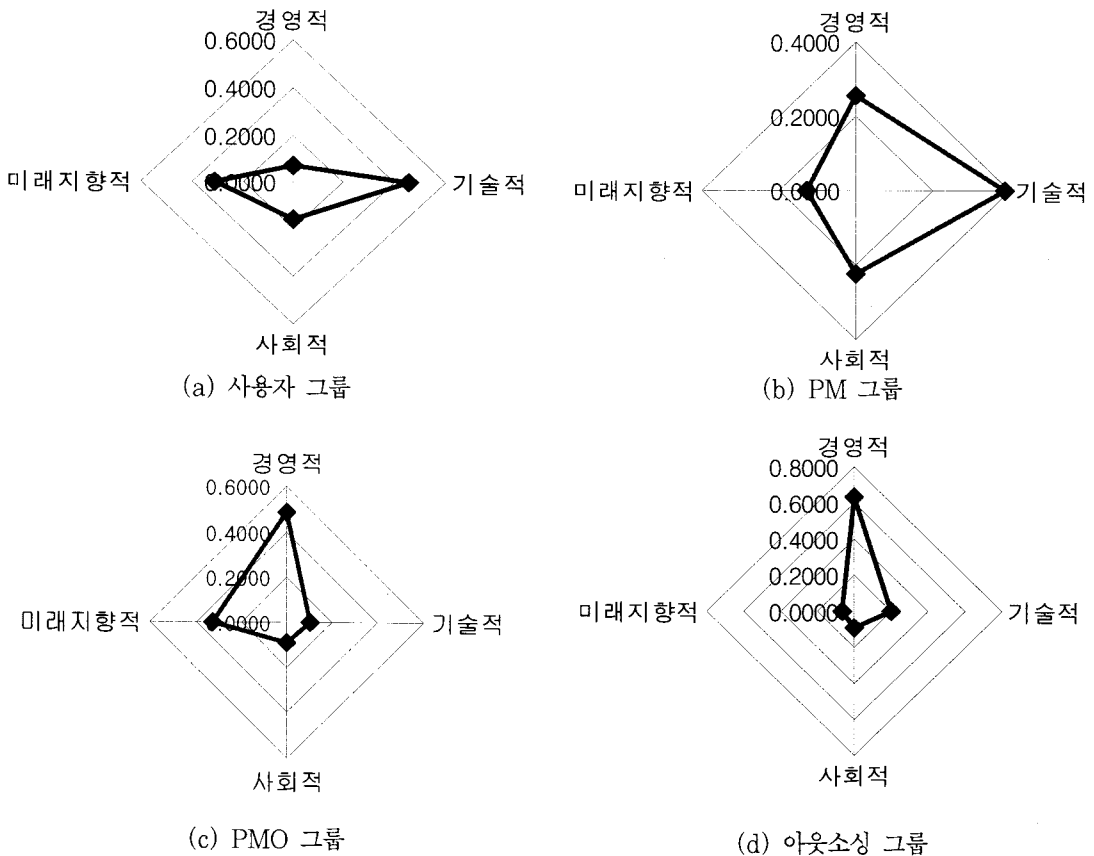 경영적
0.6000
0.4000
0.2000
0.0000
미래지향적
기술적
사회적
(a) 사용자 그룹
경영적
0.4000
0.2000
0.0000
미래지향적
기술적
사회적
(b) PM 그룹
경영적
0.6000
0.4000
0.2000
0.0000
미래지향적
기술적
사회적
(c) PMO 그룹
경영적
0.8000
0.6000
0.4000
0.2000
0.0000
미래지향적
기술적
사회적
(d) 아웃소싱 그룹